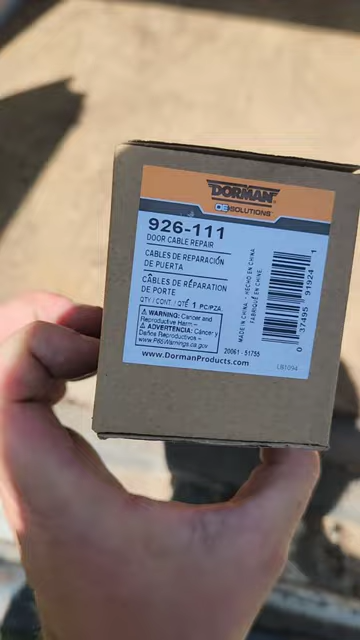 DORMAN
OE SOLUTIONS
926-111
DOOR CABLE REPAIR
CABLES DE REPARACIÓN
DE PUERTA
CÂBLES DE RÉPARATION
DE PORTE
QTY / CONT. / QTÉ 1 PC/PZA
⚠ WARNING: Cancer and
Reproductive Harm –
⚠ ADVERTENCIA: Cáncer y
Daños Reproductivos –
www.P65Warnings.ca.gov
www.DormanProducts.com
20061 - 51755
MADE IN CHINA - HECHO EN CHINA
FABRIQUÉ EN CHINE
0 37495 91924 1
LB1094